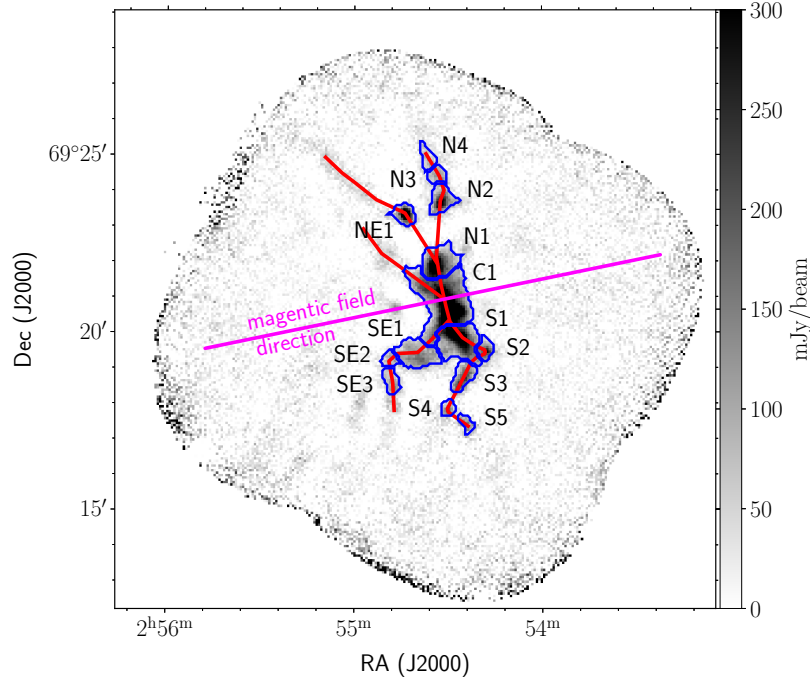 300
250
200
150
100
50
0
mJy/beam
69°25′
20′
15′
Dec (J2000)
2ʰ56ᵐ
55ᵐ
54ᵐ
RA (J2000)
N4
N3
N2
NE1
N1
C1
magentic field
direction
SE1
S1
SE2
S2
SE3
S3
S4
S5